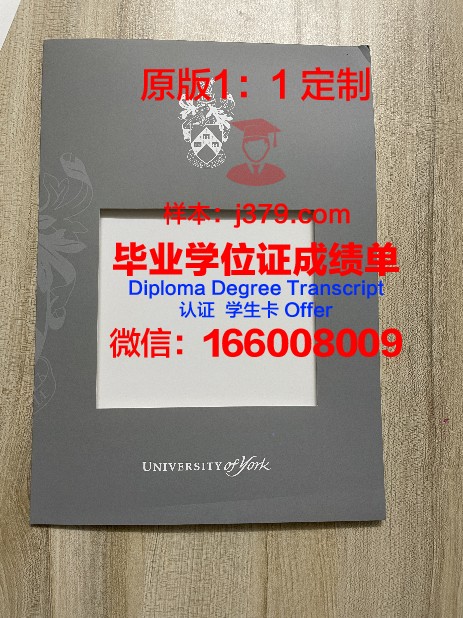 原版1：1 定制
样本：j379.com
毕业学位证成绩单
Diploma Degree Transcript
认证 学生卡 Offer
微信：166008009
UNIVERSITY of York